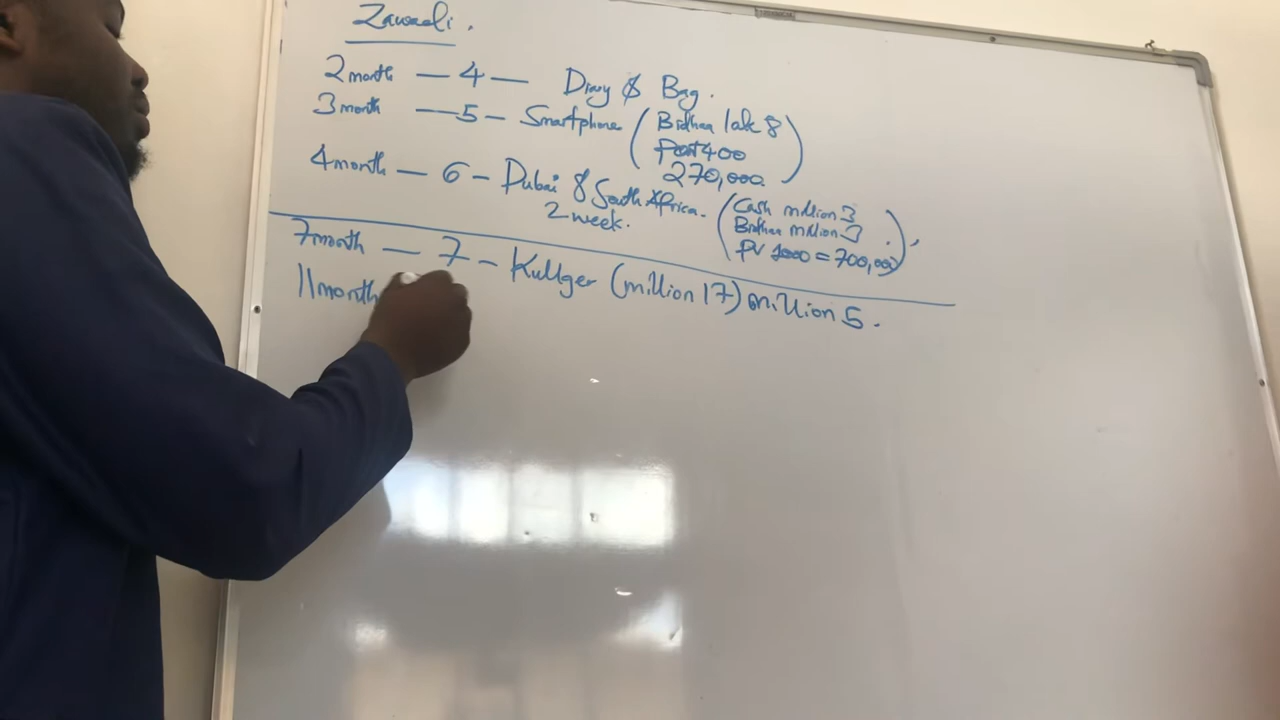 Zawadi.
2month — 4 — Diary & Bag.
3month — 5 – Smartphone (Bidhaa laki 8
Point 400
270,000.)
4month — 6 – Dubai & South Africa. (Cash million 3
2 week. Bidhaa million 3
PV 1000 = 700,000)
7month — 7 – Kullger (million 17) million 5.
11month